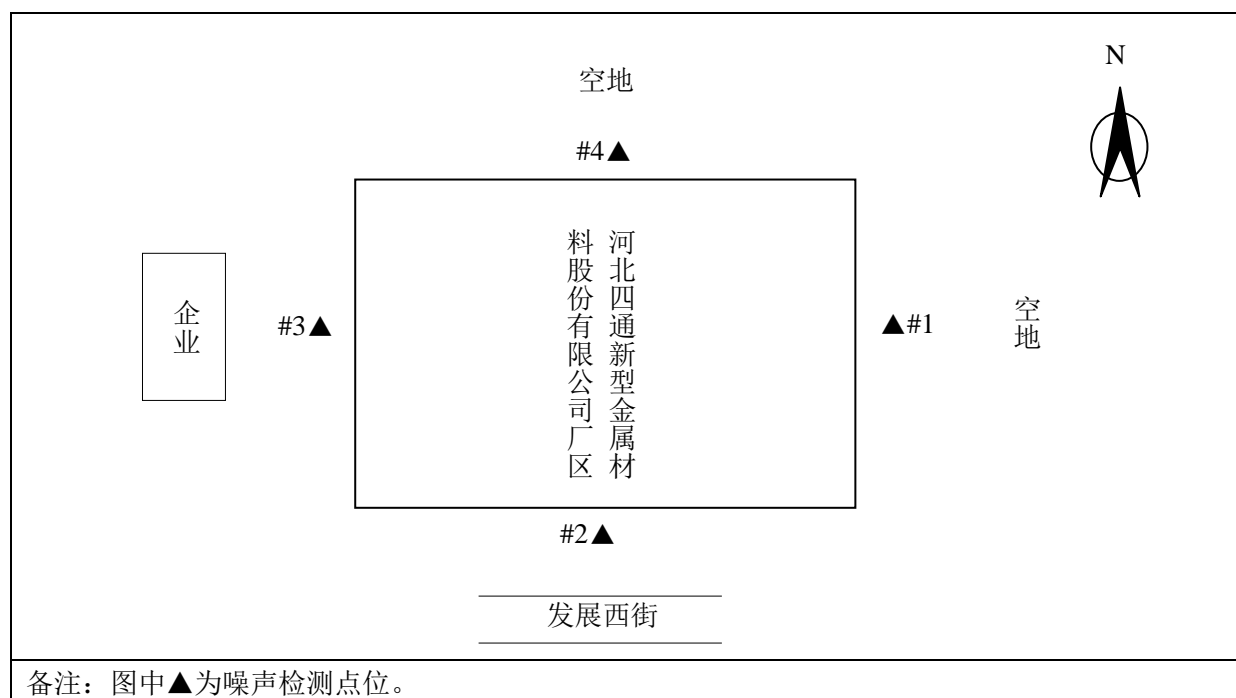 N
空地
#4▲
河北四通新型金属材
料股份有限公司厂区
企业
#3▲
▲#1
空地
#2▲
发展西街
备注：图中▲为噪声检测点位。